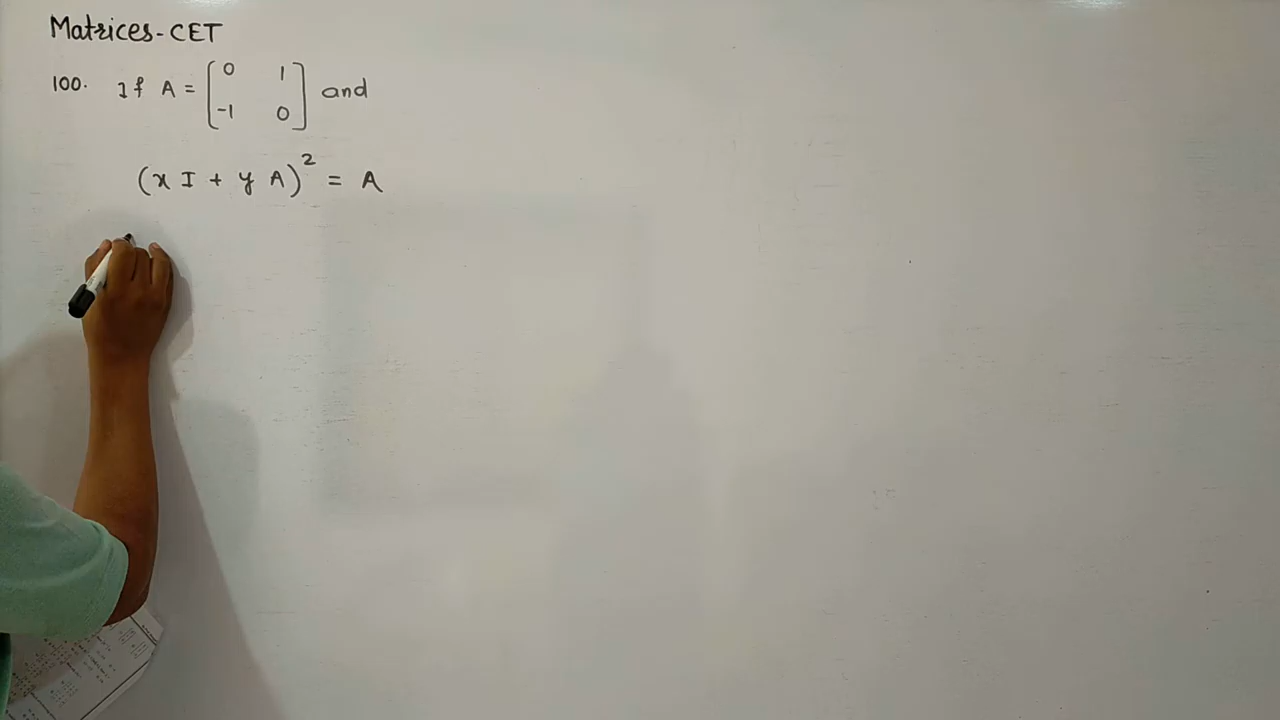 Matrices-CET
100. If A = [0 1
-1 0] and
(x I + y A)² = A